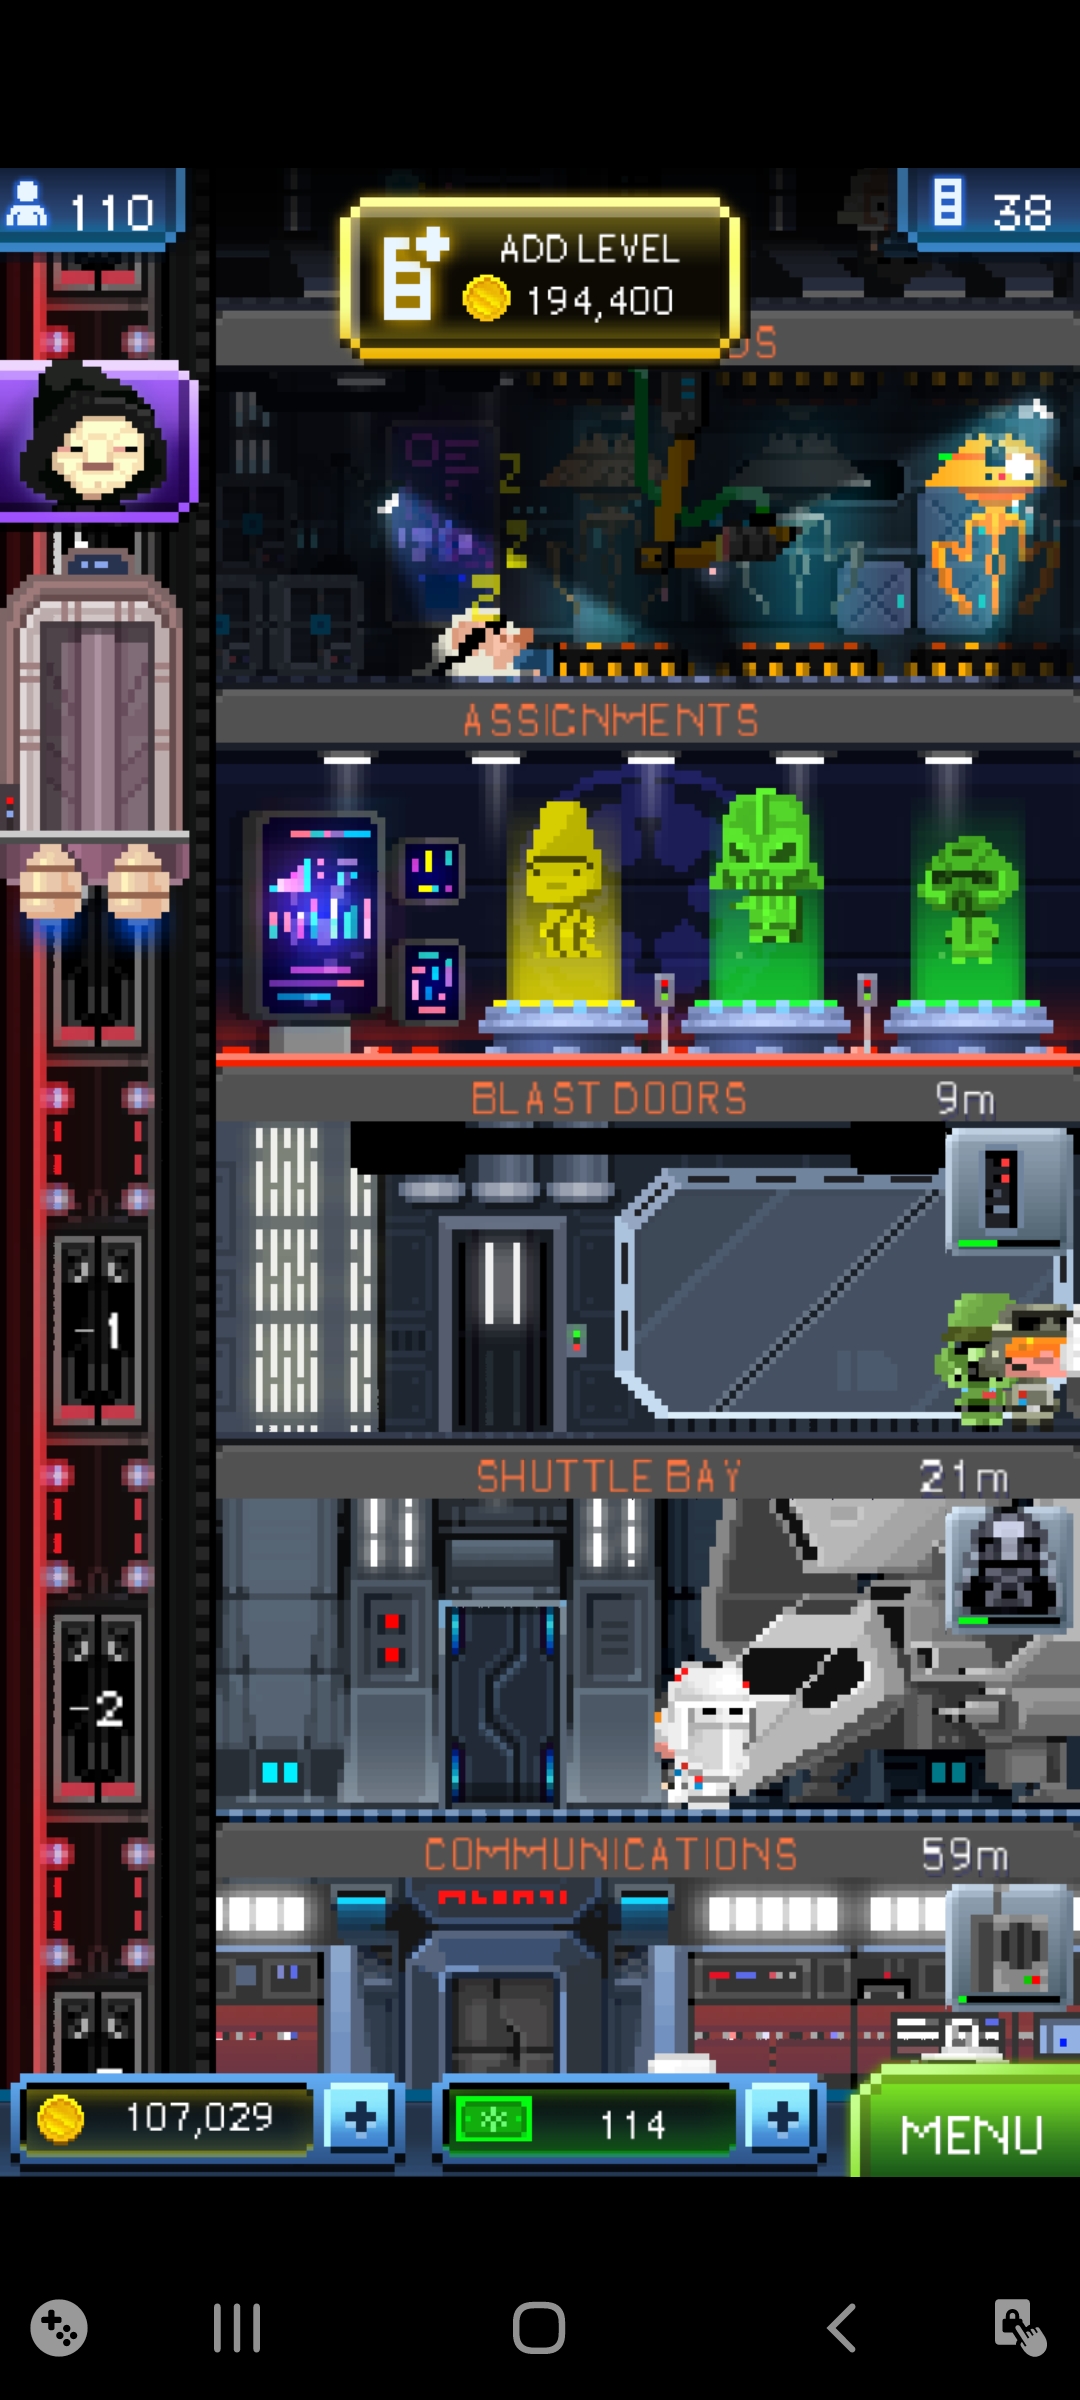 110
38
ADD LEVEL
194,400
DS
ASSIGNMENTS
BLAST DOORS 9m
-1
SHUTTLE BAY 21m
-2
COMMUNICATIONS 59m
107,029
114
MENU